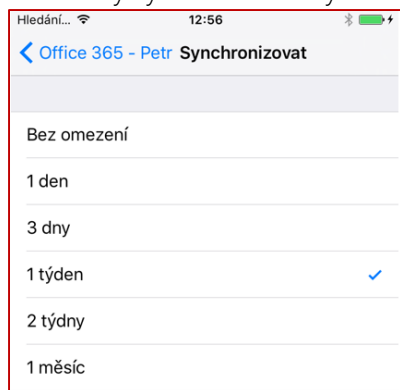 Hledání... 12:56
Office 365 - Petr Synchronizovat
Bez omezení
1 den
3 dny
1 týden
2 týdny
1 měsíc